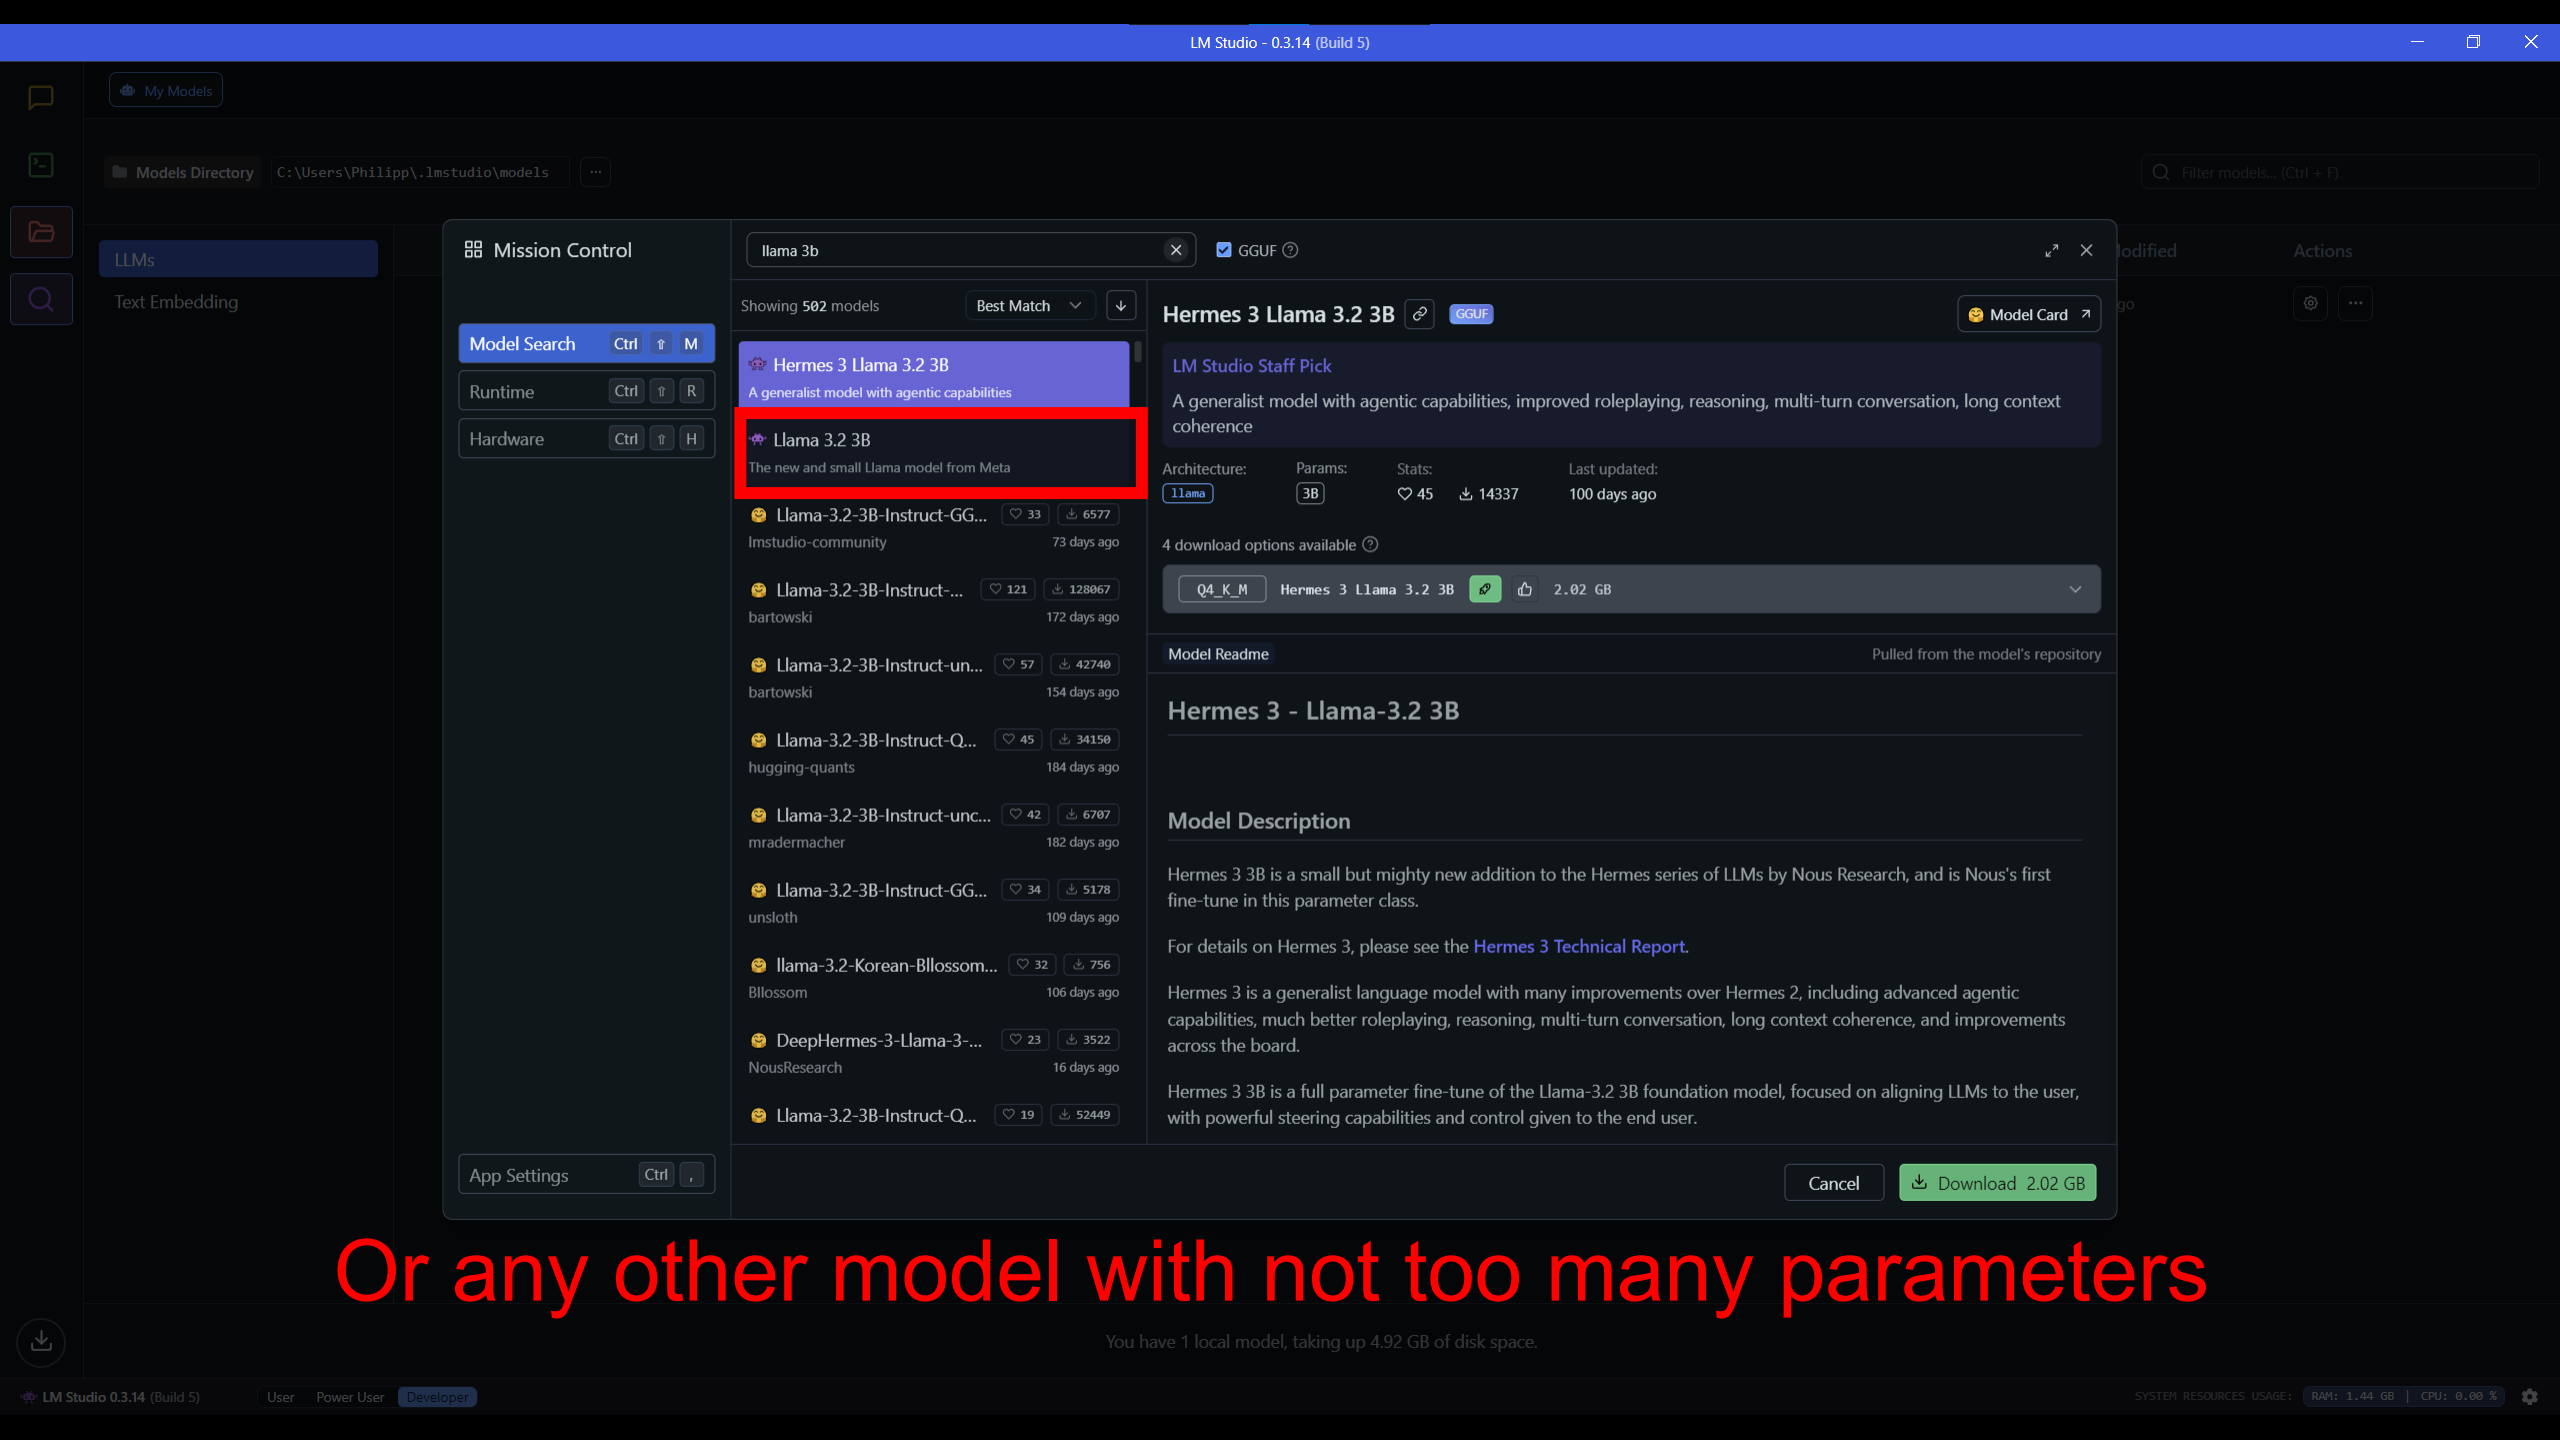 LM Studio - 0.3.14 (Build 5)
My Models
Models Directory C:\Users\Philipp\.lmstudio\models ...
Filter models... (Ctrl + F)
LLMs
Text Embedding
Modified Actions
go
Mission Control
Model Search Ctrl ⇧ M
Runtime Ctrl ⇧ R
Hardware Ctrl ⇧ H
App Settings Ctrl ,
llama 3b
GGUF
Showing 502 models Best Match
Hermes 3 Llama 3.2 3B
A generalist model with agentic capabilities
Llama 3.2 3B
The new and small Llama model from Meta
Llama-3.2-3B-Instruct-GG... 33 6577
lmstudio-community 73 days ago
Llama-3.2-3B-Instruct-... 121 128067
bartowski 172 days ago
Llama-3.2-3B-Instruct-un... 57 42740
bartowski 154 days ago
Llama-3.2-3B-Instruct-Q... 45 34150
hugging-quants 184 days ago
Llama-3.2-3B-Instruct-unc... 42 6707
mradermacher 182 days ago
Llama-3.2-3B-Instruct-GG... 34 5178
unsloth 109 days ago
llama-3.2-Korean-Bllossom... 32 756
Bllossom 106 days ago
DeepHermes-3-Llama-3-... 23 3522
NousResearch 16 days ago
Llama-3.2-3B-Instruct-Q... 19 52449
Hermes 3 Llama 3.2 3B GGUF Model Card
LM Studio Staff Pick
A generalist model with agentic capabilities, improved roleplaying, reasoning, multi-turn conversation, long context
coherence
Architecture: Params: Stats: Last updated:
llama 3B 45 14337 100 days ago
4 download options available
Q4_K_M Hermes 3 Llama 3.2 3B 2.02 GB
Model Readme Pulled from the model's repository
Hermes 3 - Llama-3.2 3B
Model Description
Hermes 3 3B is a small but mighty new addition to the Hermes series of LLMs by Nous Research, and is Nous's first
fine-tune in this parameter class.
For details on Hermes 3, please see the Hermes 3 Technical Report.
Hermes 3 is a generalist language model with many improvements over Hermes 2, including advanced agentic
capabilities, much better roleplaying, reasoning, multi-turn conversation, long context coherence, and improvements
across the board.
Hermes 3 3B is a full parameter fine-tune of the Llama-3.2 3B foundation model, focused on aligning LLMs to the user,
with powerful steering capabilities and control given to the end user.
Cancel Download 2.02 GB
Or any other model with not too many parameters
You have 1 local model, taking up 4.92 GB of disk space.
LM Studio 0.3.14 (Build 5) User Power User Developer
SYSTEM RESOURCES USAGE: RAM: 1.44 GB | CPU: 0.00 %